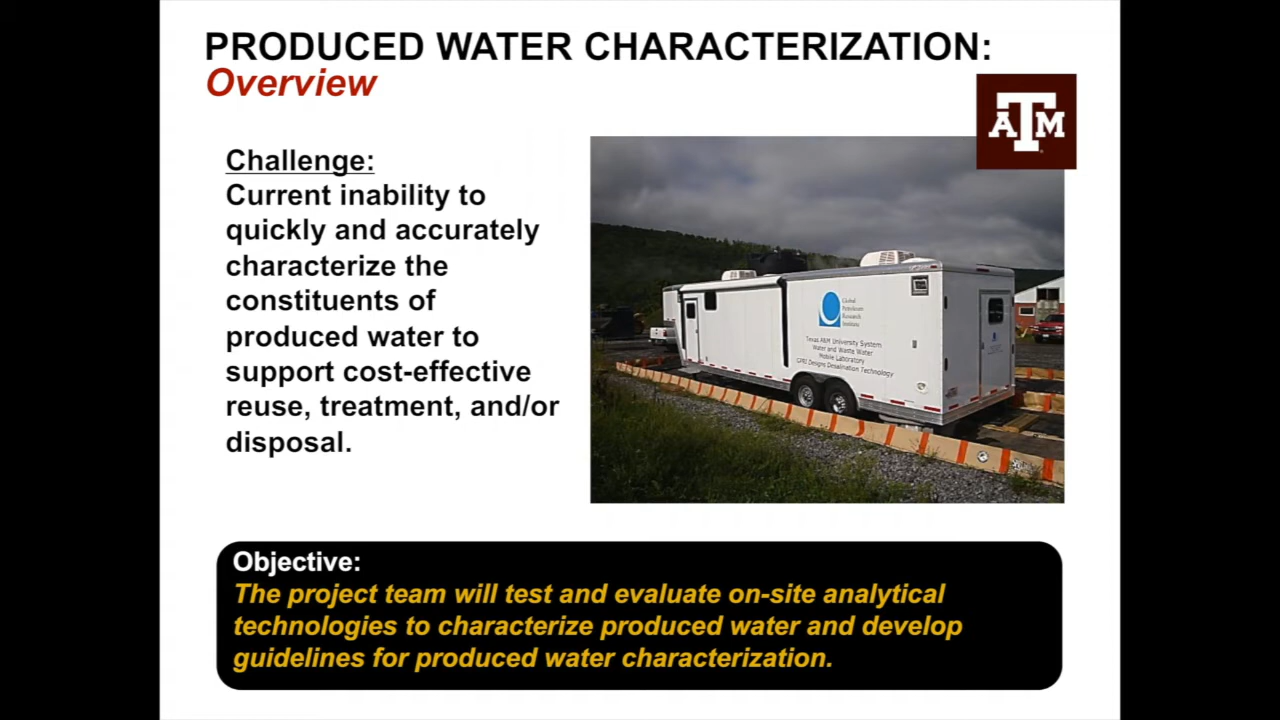 PRODUCED WATER CHARACTERIZATION:
Overview
ATM
Challenge:
Current inability to
quickly and accurately
characterize the
constituents of
produced water to
support cost-effective
reuse, treatment, and/or
disposal.
Global
Petroleum
Research
Institute
Texas A&M University System
Water and Waste Water
Mobile Laboratory
GPRI Designs Desalination Technology
Objective:
The project team will test and evaluate on-site analytical
technologies to characterize produced water and develop
guidelines for produced water characterization.